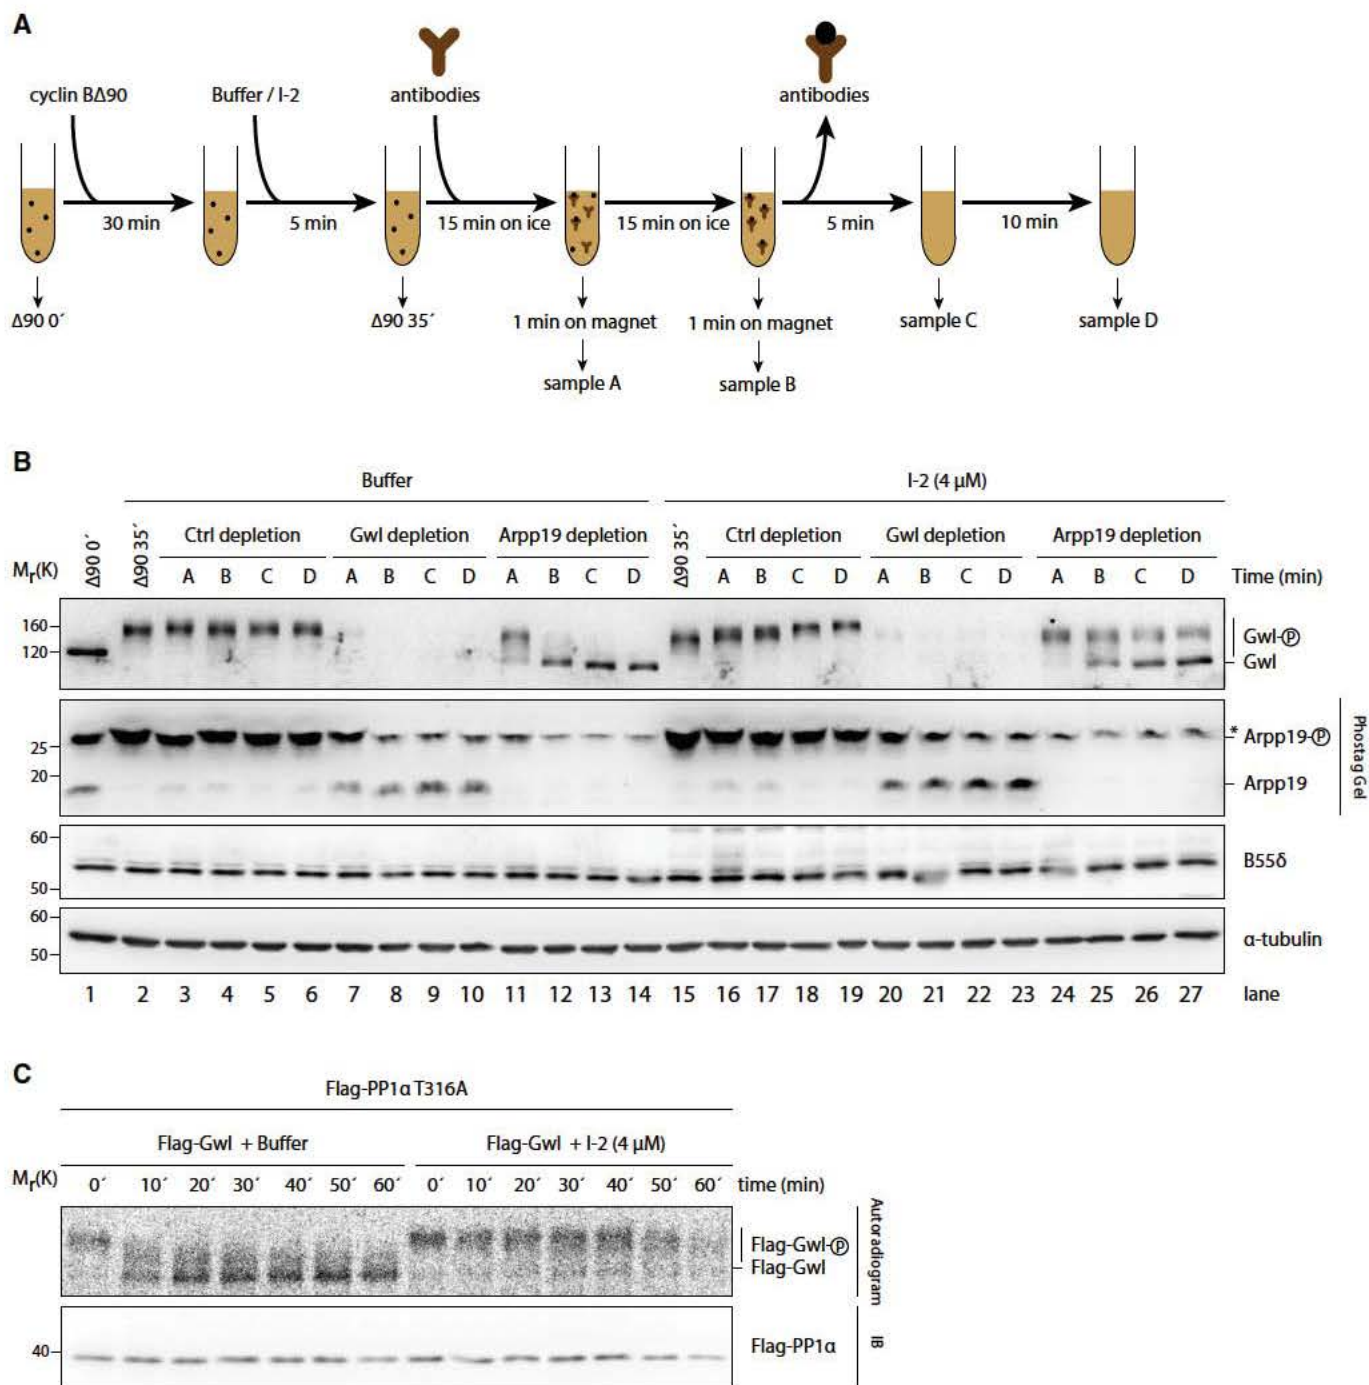 A
cyclin BΔ90 Buffer / I-2 antibodies antibodies
30 min 5 min 15 min on ice 15 min on ice 5 min 10 min
Δ90 0´ Δ90 35´ 1 min on magnet 1 min on magnet sample C sample D
sample A sample B
B
Buffer I-2 (4 μM)
Δ90 0´ Δ90 35´ Ctrl depletion Gwl depletion Arpp19 depletion Δ90 35´ Ctrl depletion Gwl depletion Arpp19 depletion
Mr(K) A B C D A B C D A B C D A B C D A B C D A B C D Time (min)
160 Gwl-P
120 Gwl
25 * Arpp19-P
20 Arpp19
Phostag Gel
60 B55δ
50
60 α-tubulin
50
1 2 3 4 5 6 7 8 9 10 11 12 13 14 15 16 17 18 19 20 21 22 23 24 25 26 27 lane
C
Flag-PP1α T316A
Flag-Gwl + Buffer Flag-Gwl + I-2 (4 μM)
Mr(K) 0´ 10´ 20´ 30´ 40´ 50´ 60´ 0´ 10´ 20´ 30´ 40´ 50´ 60´ time (min)
Flag-Gwl-P
Flag-Gwl
Autoradiogram
40 Flag-PP1α IB